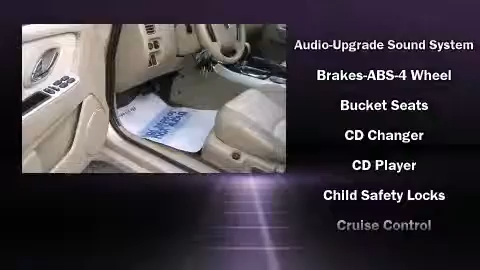 Audio-Upgrade Sound System
Brakes-ABS-4 Wheel
Bucket Seats
CD Changer
CD Player
Child Safety Locks
Cruise Control